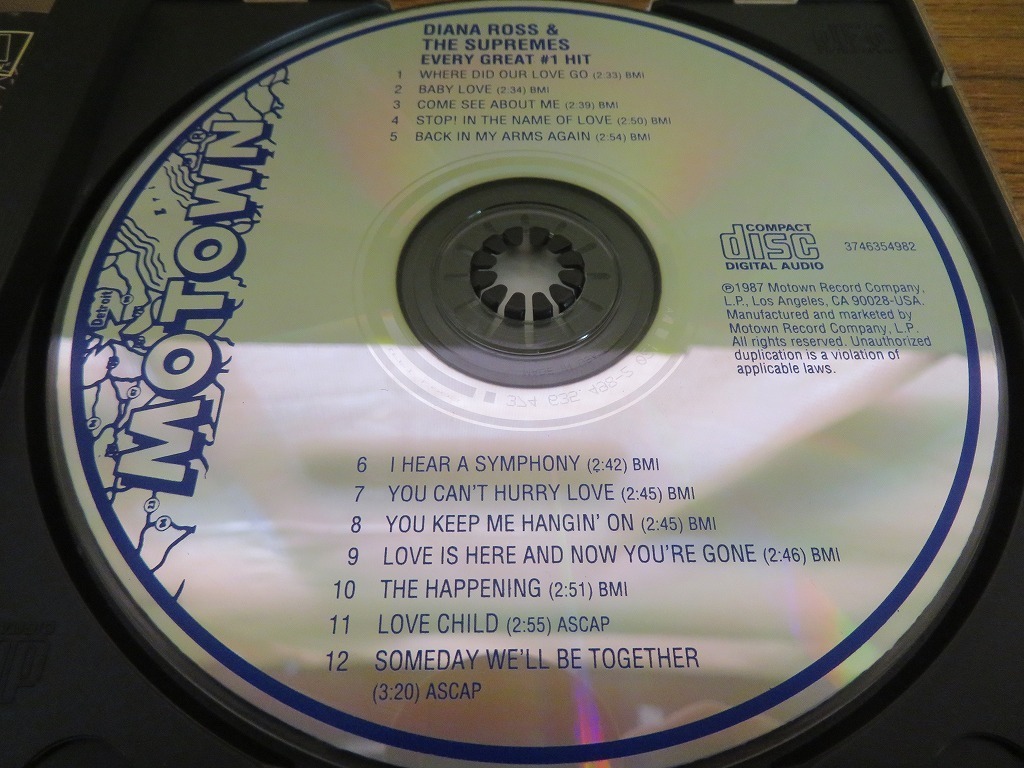 DIANA ROSS &
THE SUPREMES
EVERY GREAT #1 HIT
1 WHERE DID OUR LOVE GO (2:33) BMI
2 BABY LOVE (2:34) BMI
3 COME SEE ABOUT ME (2:39) BMI
4 STOP! IN THE NAME OF LOVE (2:50) BMI
5 BACK IN MY ARMS AGAIN (2:54) BMI
MOTOWN®
Detroit
COMPACT
disc
DIGITAL AUDIO
3746354982
℗1987 Motown Record Company,
L.P., Los Angeles, CA 90028-USA.
Manufactured and marketed by
Motown Record Company, L.P.
All rights reserved. Unauthorized
duplication is a violation of
applicable laws.
6 I HEAR A SYMPHONY (2:42) BMI
7 YOU CAN'T HURRY LOVE (2:45) BMI
8 YOU KEEP ME HANGIN' ON (2:45) BMI
9 LOVE IS HERE AND NOW YOU'RE GONE (2:46) BMI
10 THE HAPPENING (2:51) BMI
11 LOVE CHILD (2:55) ASCAP
12 SOMEDAY WE'LL BE TOGETHER
(3:20) ASCAP